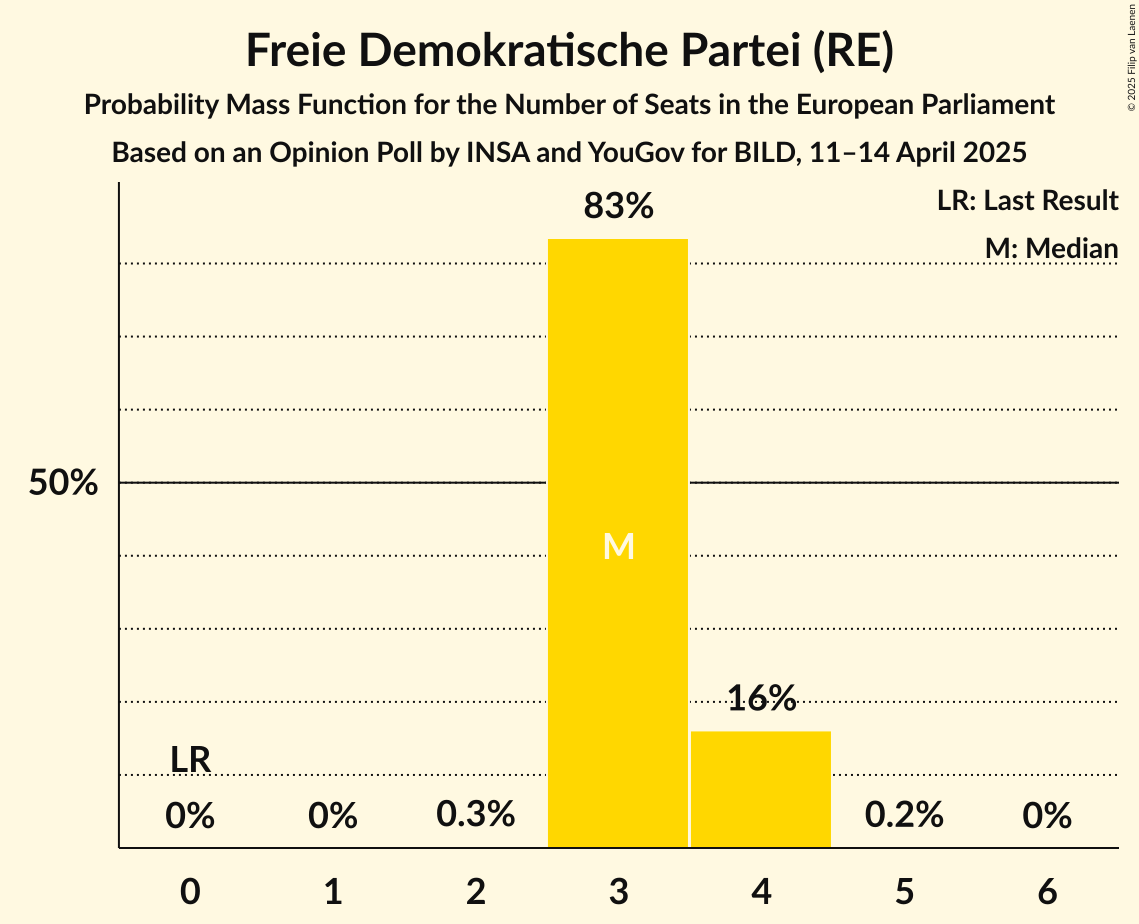 Freie Demokratische Partei (RE)
Probability Mass Function for the Number of Seats in the European Parliament
Based on an Opinion Poll by INSA and YouGov for BILD, 11–14 April 2025
© 2025 Filip van Laenen
LR: Last Result
M: Median
83%
50%
M
16%
LR
0% 0% 0.3% 0.2% 0%
0 1 2 3 4 5 6